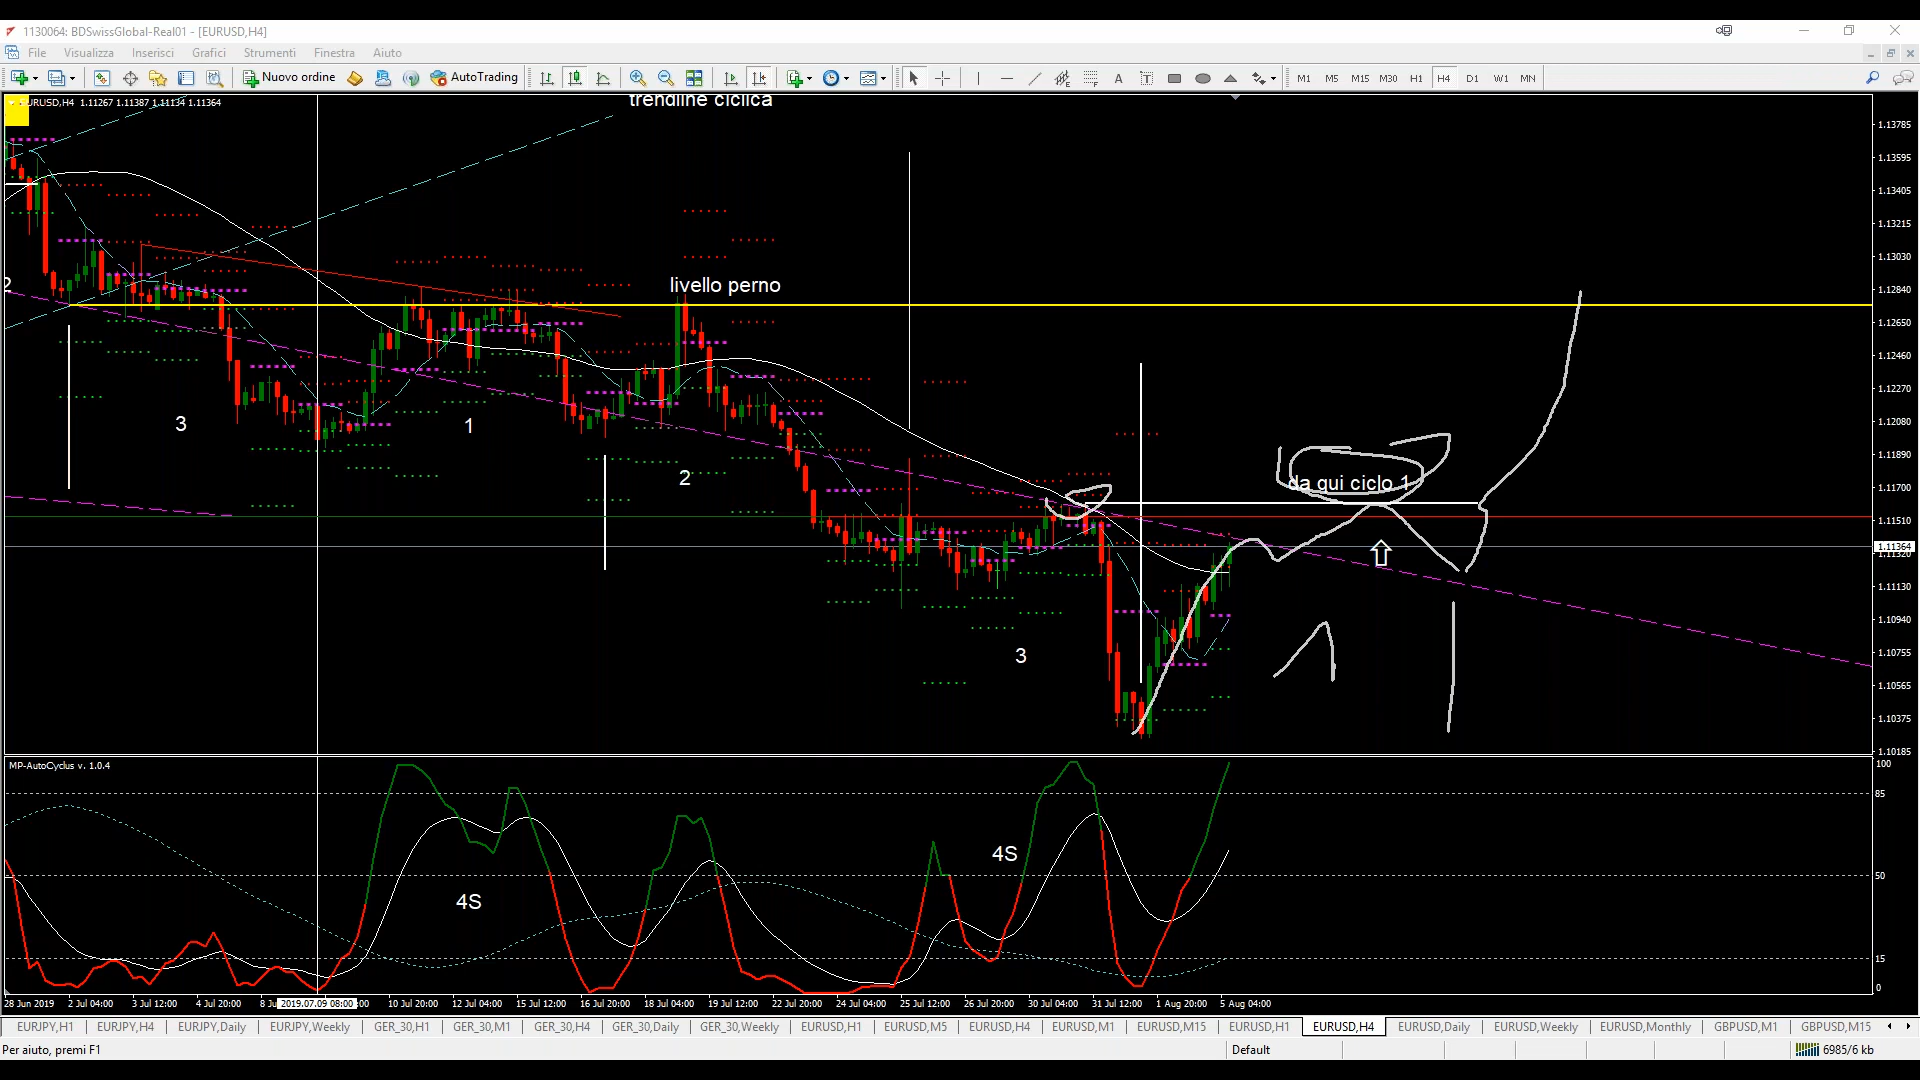 1130064: BDSwissGlobal-Real01 - [EURUSD,H4]
File Visualizza Inserisci Grafici Strumenti Finestra Aiuto
Nuovo ordine AutoTrading A T M1 M5 M15 M30 H1 H4 D1 W1 MN
URUSD,H4 1.11267 1.11387 1.11134 1.11364
trendline ciclica
livello perno
2
3
1
2
da qui ciclo 1
3
1.13785
1.13595
1.13405
1.13215
1.13030
1.12840
1.12650
1.12460
1.12270
1.12080
1.11890
1.11700
1.11510
1.11364
1.11320
1.11130
1.10940
1.10755
1.10565
1.10375
1.10185
MP-AutoCyclus v. 1.0.4
4S
4S
100
85
50
15
0
28 Jun 2019 2 Jul 04:00 3 Jul 12:00 4 Jul 20:00 8 Ju 2019.07.09 08:00 :00 10 Jul 20:00 12 Jul 04:00 15 Jul 12:00 16 Jul 20:00 18 Jul 04:00 19 Jul 12:00 22 Jul 20:00 24 Jul 04:00 25 Jul 12:00 26 Jul 20:00 30 Jul 04:00 31 Jul 12:00 1 Aug 20:00 5 Aug 04:00
EURJPY,H1 EURJPY,H4 EURJPY,Daily EURJPY,Weekly GER_30,H1 GER_30,M1 GER_30,H4 GER_30,Daily GER_30,Weekly EURUSD,H1 EURUSD,M5 EURUSD,H4 EURUSD,M1 EURUSD,M15 EURUSD,H1 EURUSD,H4 EURUSD,Daily EURUSD,Weekly EURUSD,Monthly GBPUSD,M1 GBPUSD,M15
Per aiuto, premi F1 Default 6985/6 kb